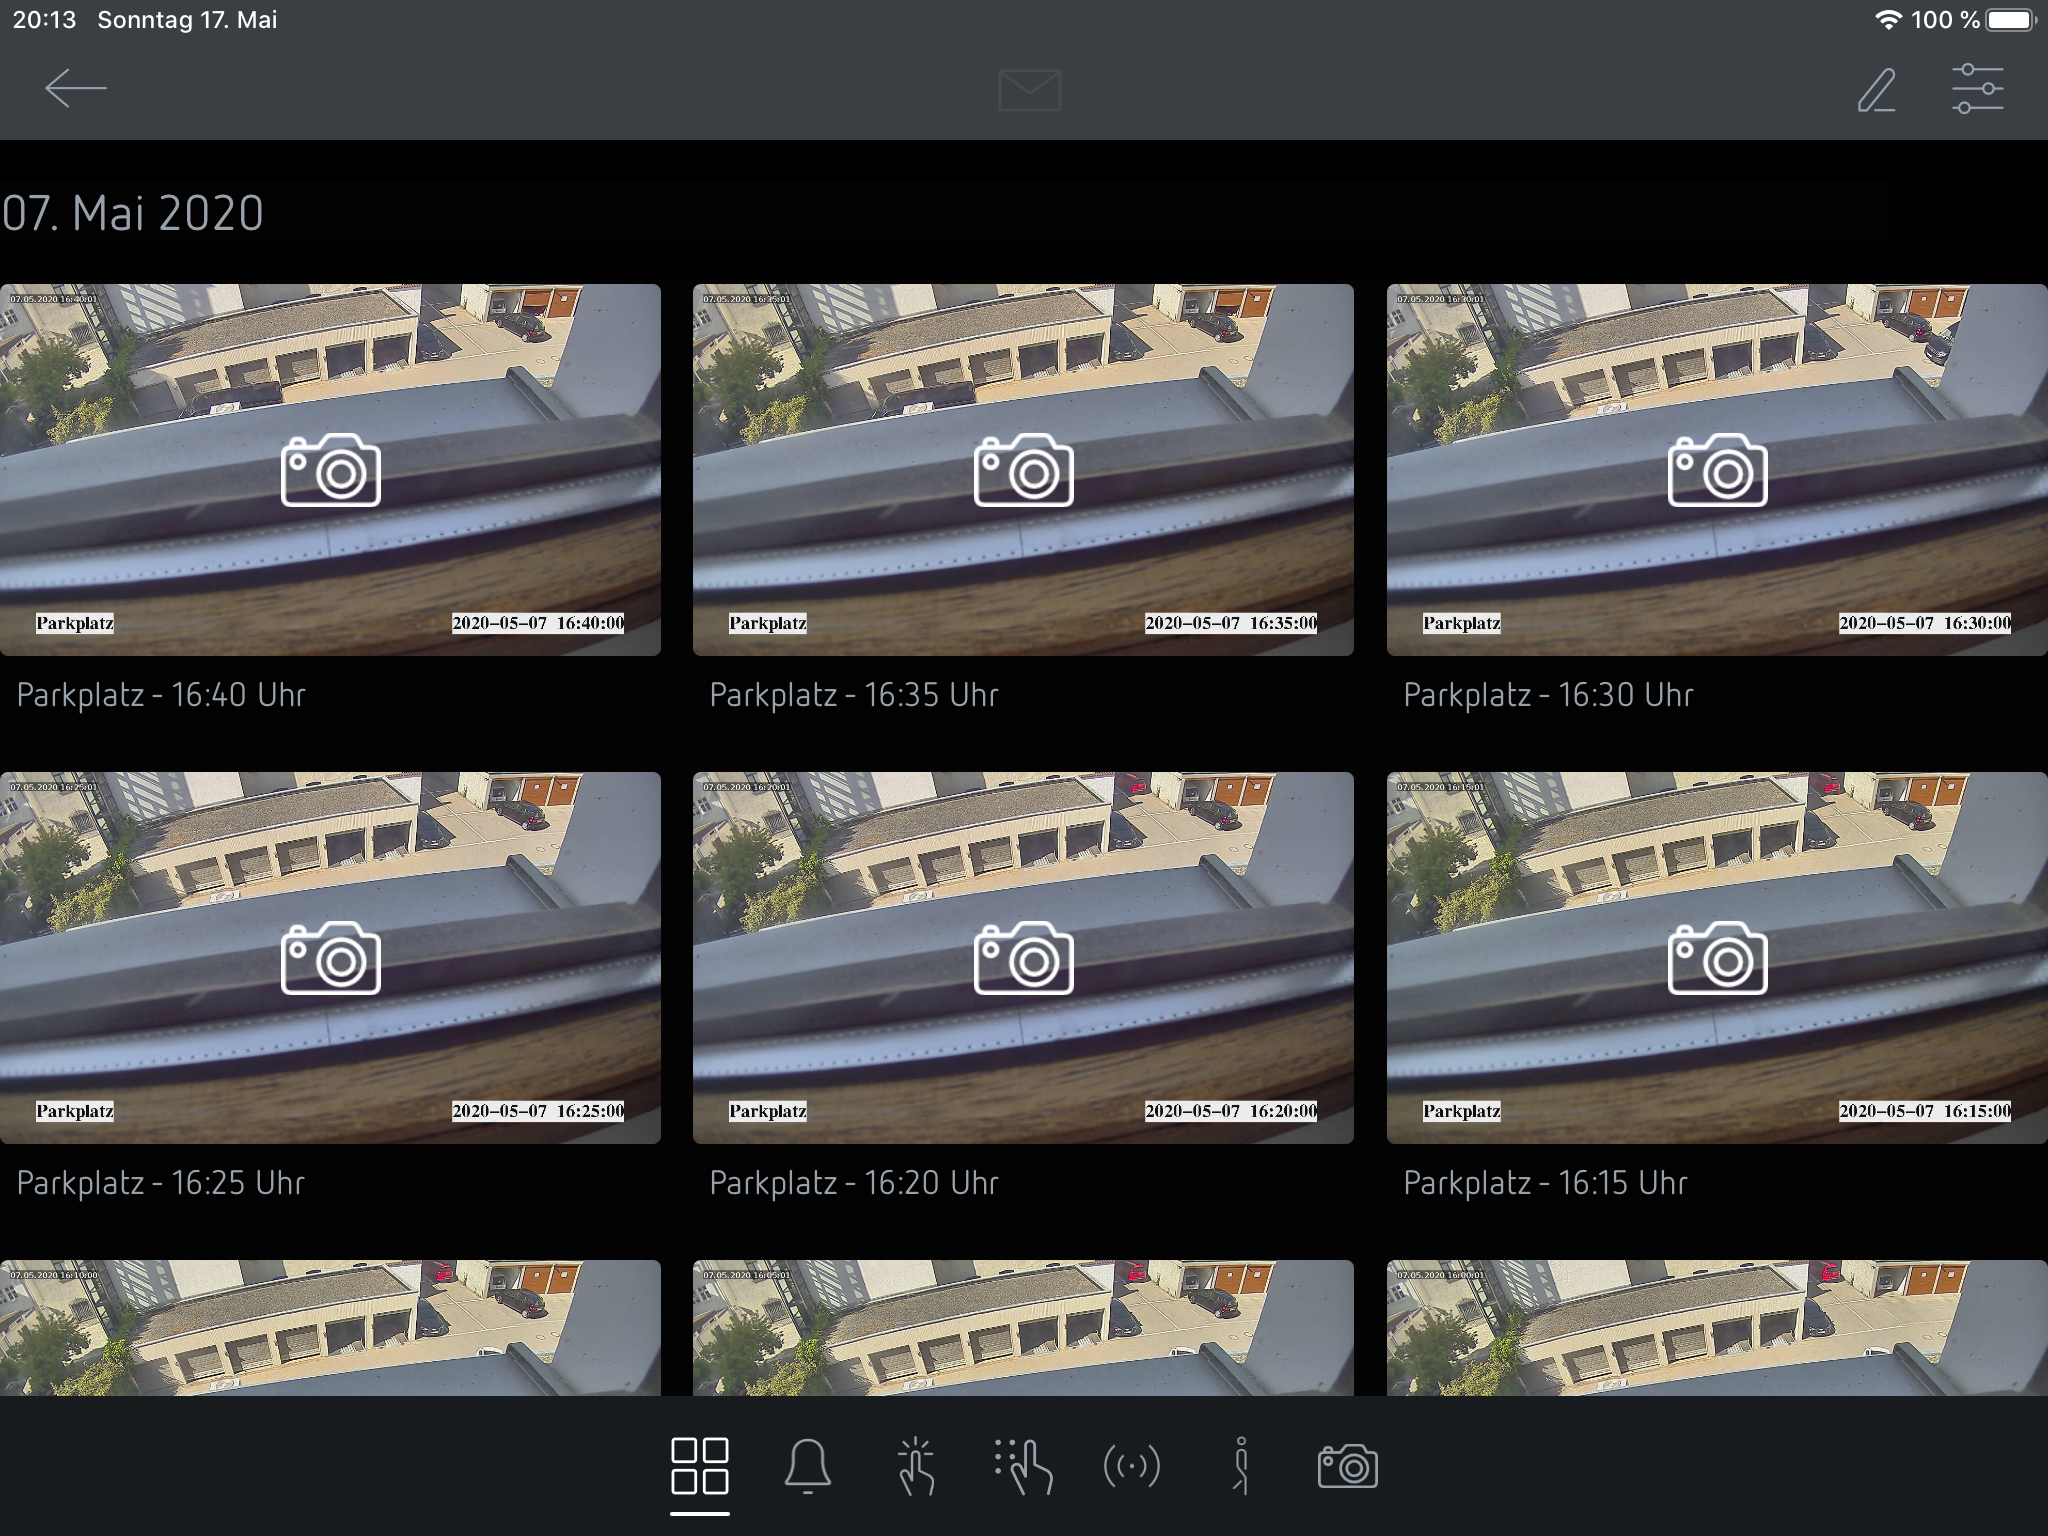 20:13 Sonntag 17. Mai 100 %
07. Mai 2020
07.05.2020 16:40:01
07.05.2020 16:35:01
07.05.2020 16:30:01
Parkplatz 2020-05-07 16:40:00
Parkplatz 2020-05-07 16:35:00
Parkplatz 2020-05-07 16:30:00
Parkplatz - 16:40 Uhr
Parkplatz - 16:35 Uhr
Parkplatz - 16:30 Uhr
07.05.2020 16:25:01
07.05.2020 16:20:01
07.05.2020 16:15:01
Parkplatz 2020-05-07 16:25:00
Parkplatz 2020-05-07 16:20:00
Parkplatz 2020-05-07 16:15:00
Parkplatz - 16:25 Uhr
Parkplatz - 16:20 Uhr
Parkplatz - 16:15 Uhr
07.05.2020 16:10:00
07.05.2020 16:05:01
07.05.2020 16:00:01